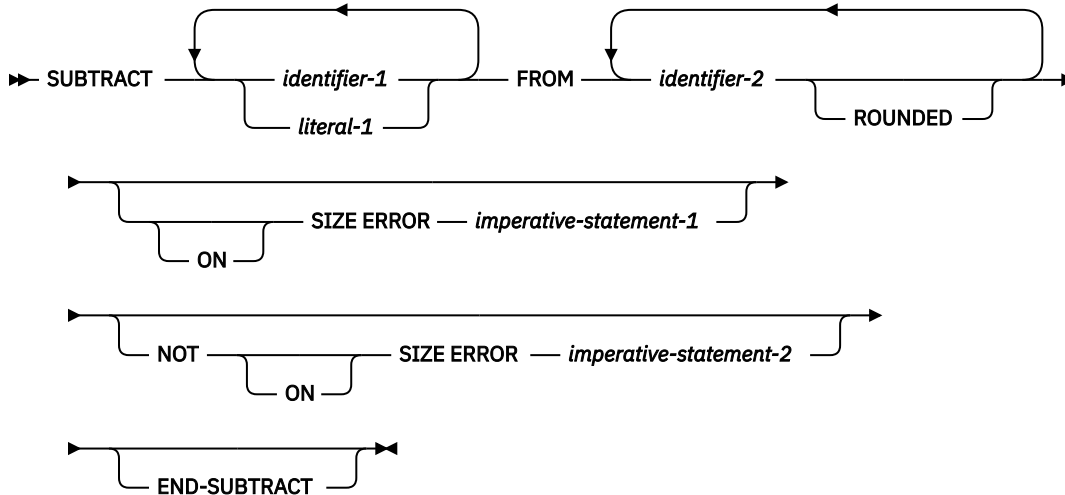 SUBTRACT identifier-1 FROM identifier-2
literal-1 ROUNDED
SIZE ERROR imperative-statement-1
ON
NOT SIZE ERROR imperative-statement-2
ON
END-SUBTRACT